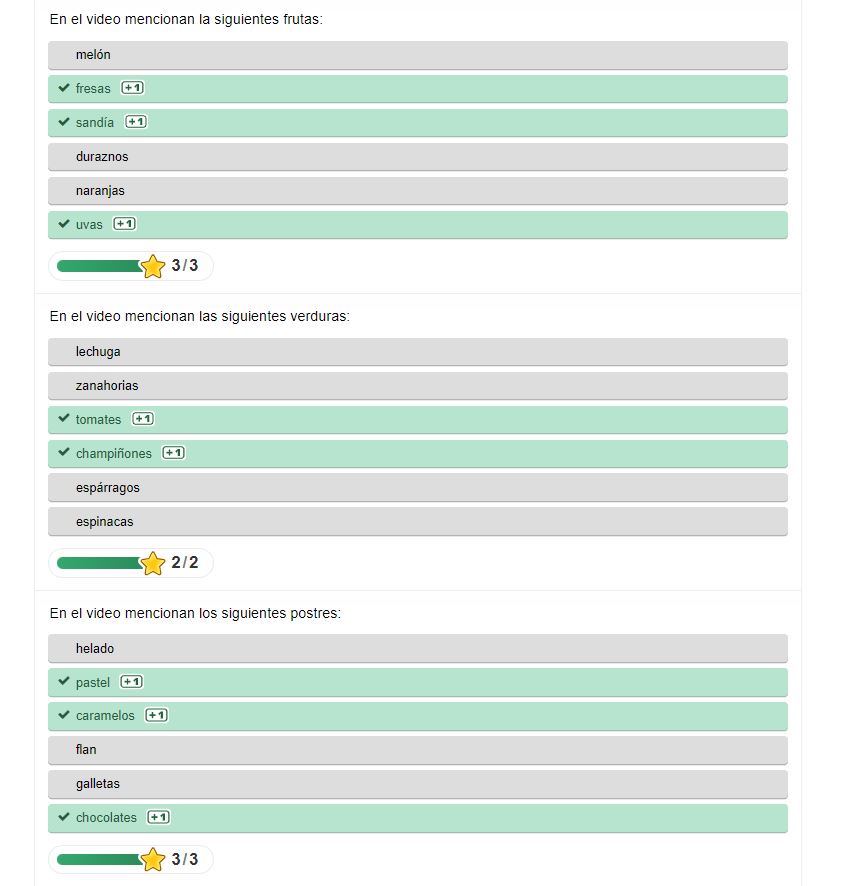 En el video mencionan la siguientes frutas:
melón
fresas +1
sandía +1
duraznos
naranjas
uvas +1
3/3
En el video mencionan las siguientes verduras:
lechuga
zanahorias
tomates +1
champiñones +1
espárragos
espinacas
2/2
En el video mencionan los siguientes postres:
helado
pastel +1
caramelos +1
flan
galletas
chocolates +1
3/3